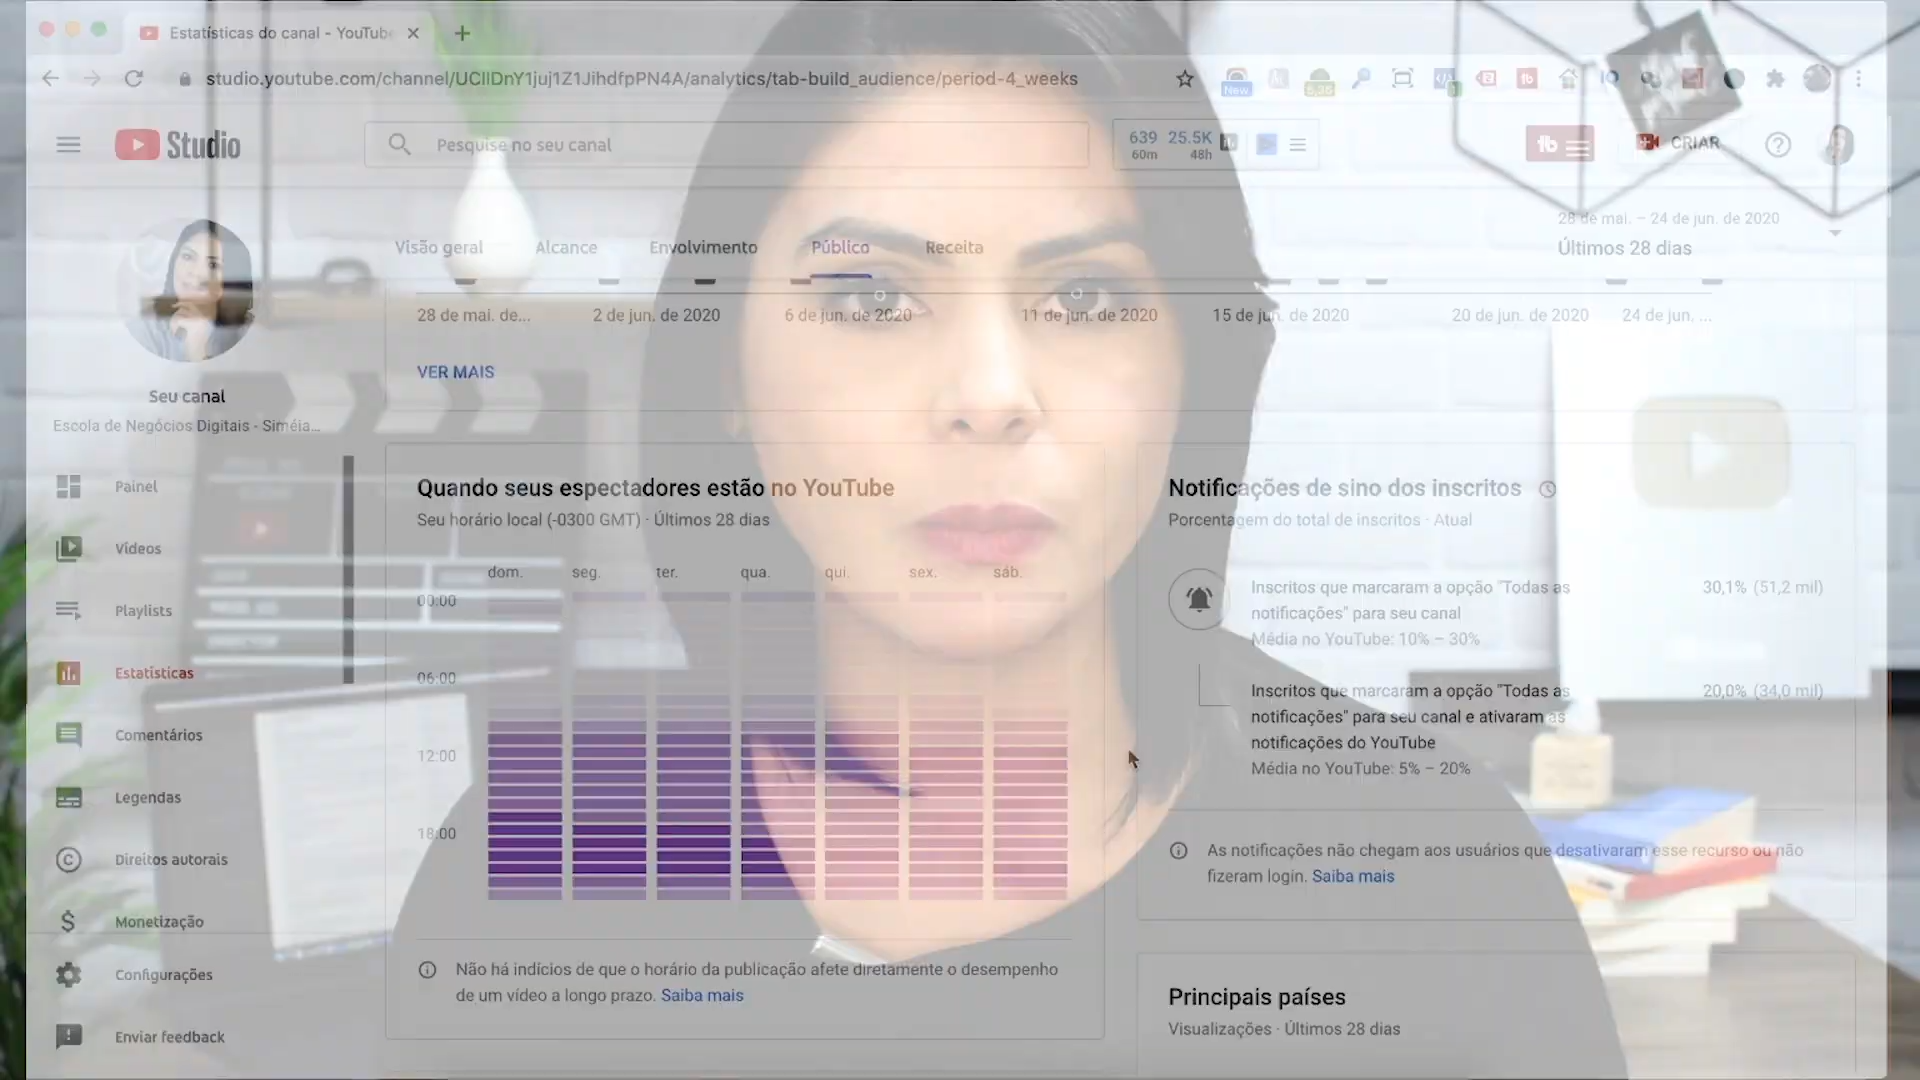 Estatísticas do canal - YouTube
studio.youtube.com/channel/UCIlDnY1juj1Z1JihdfpPN4A/analytics/tab-build_audience/period-4_weeks
New
5,36
1
Studio
Pesquise no seu canal
639 25.5K
60m 48h
CRIAR
28 de mai. – 24 de jun. de 2020
Últimos 28 dias
Visão geral Alcance Envolvimento Público Receita
28 de mai. de... 2 de jun. de 2020 6 de jun. de 2020 11 de jun. de 2020 15 de jun. de 2020 20 de jun. de 2020 24 de jun. ...
VER MAIS
Seu canal
Escola de Negócios Digitais - Siméia...
Painel
Vídeos
Playlists
Estatísticas
Comentários
Legendas
Direitos autorais
Monetização
Configurações
Enviar feedback
Quando seus espectadores estão no YouTube
Seu horário local (-0300 GMT) · Últimos 28 dias
dom. seg. ter. qua. qui. sex. sáb.
00:00
06:00
12:00
18:00
Não há indícios de que o horário da publicação afete diretamente o desempenho
de um vídeo a longo prazo. Saiba mais
Notificações de sino dos inscritos
Porcentagem do total de inscritos · Atual
Inscritos que marcaram a opção "Todas as 30,1% (51,2 mil)
notificações" para seu canal
Média no YouTube: 10% – 30%
Inscritos que marcaram a opção "Todas as 20,0% (34,0 mil)
notificações" para seu canal e ativaram as
notificações do YouTube
Média no YouTube: 5% – 20%
As notificações não chegam aos usuários que desativaram esse recurso ou não
fizeram login. Saiba mais
Principais países
Visualizações · Últimos 28 dias